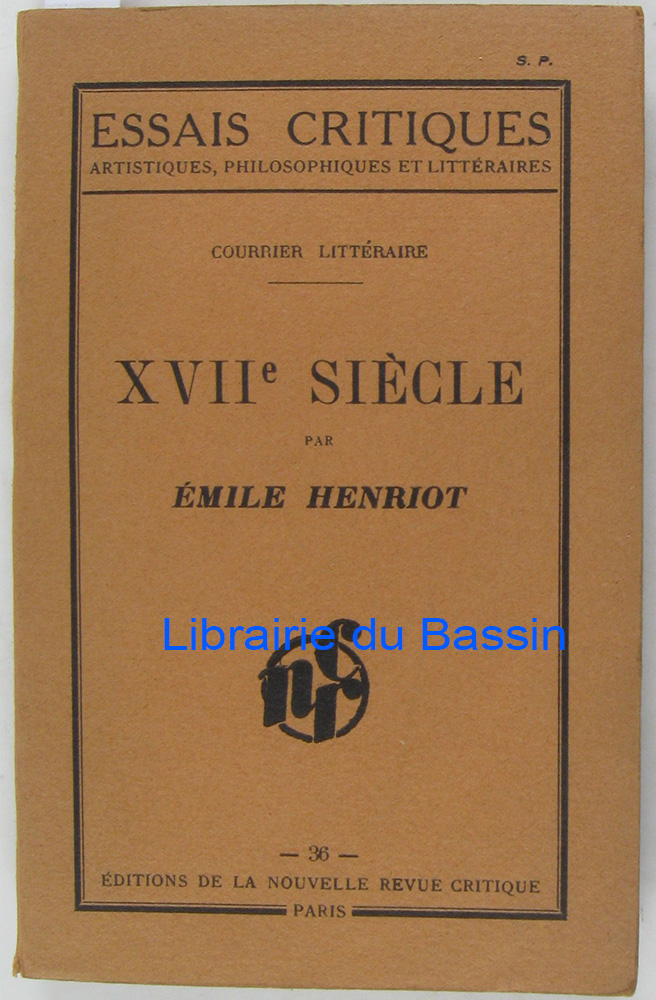 S. P.
ESSAIS CRITIQUES
ARTISTIQUES, PHILOSOPHIQUES ET LITTÉRAIRES
COURRIER LITTÉRAIRE
XVIIe SIÈCLE
PAR
ÉMILE HENRIOT
Librairie du Bassin
nrc
— 36 —
ÉDITIONS DE LA NOUVELLE REVUE CRITIQUE
PARIS